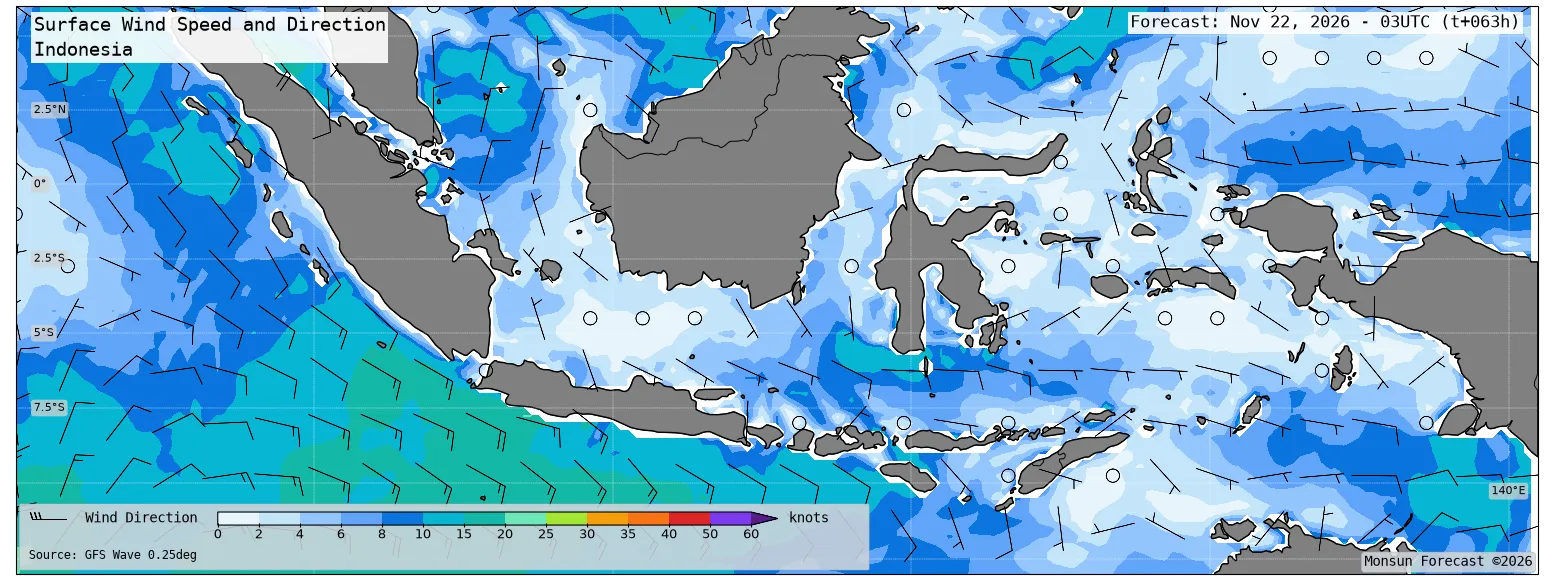 Surface Wind Speed and Direction
Indonesia
Forecast: Nov 22, 2026 - 03UTC (t+063h)
2.5°N
0°
2.5°S
5°S
7.5°S
140°E
Wind Direction
0 2 4 6 8 10 15 20 25 30 35 40 50 60
knots
Source: GFS Wave 0.25deg
Monsun Forecast ©2026